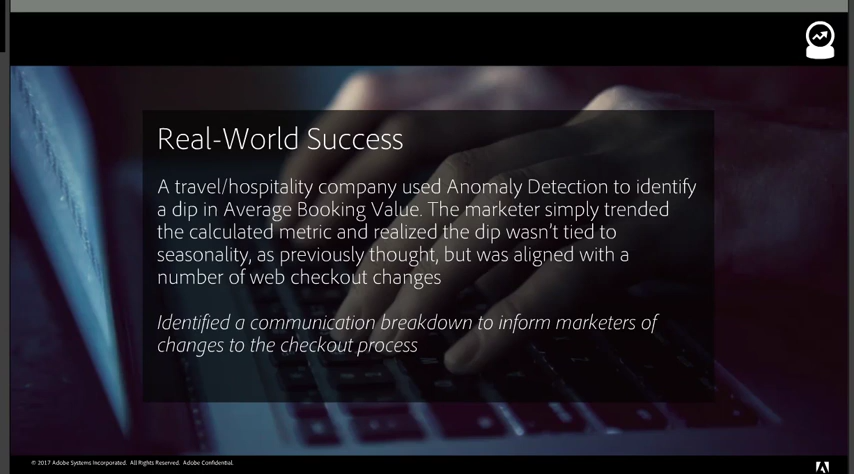 Real-World Success
A travel/hospitality company used Anomaly Detection to identify
a dip in Average Booking Value. The marketer simply trended
the calculated metric and realized the dip wasn't tied to
seasonality, as previously thought, but was aligned with a
number of web checkout changes
Identified a communication breakdown to inform marketers of
changes to the checkout process
© 2017 Adobe Systems Incorporated. All Rights Reserved. Adobe Confidential.